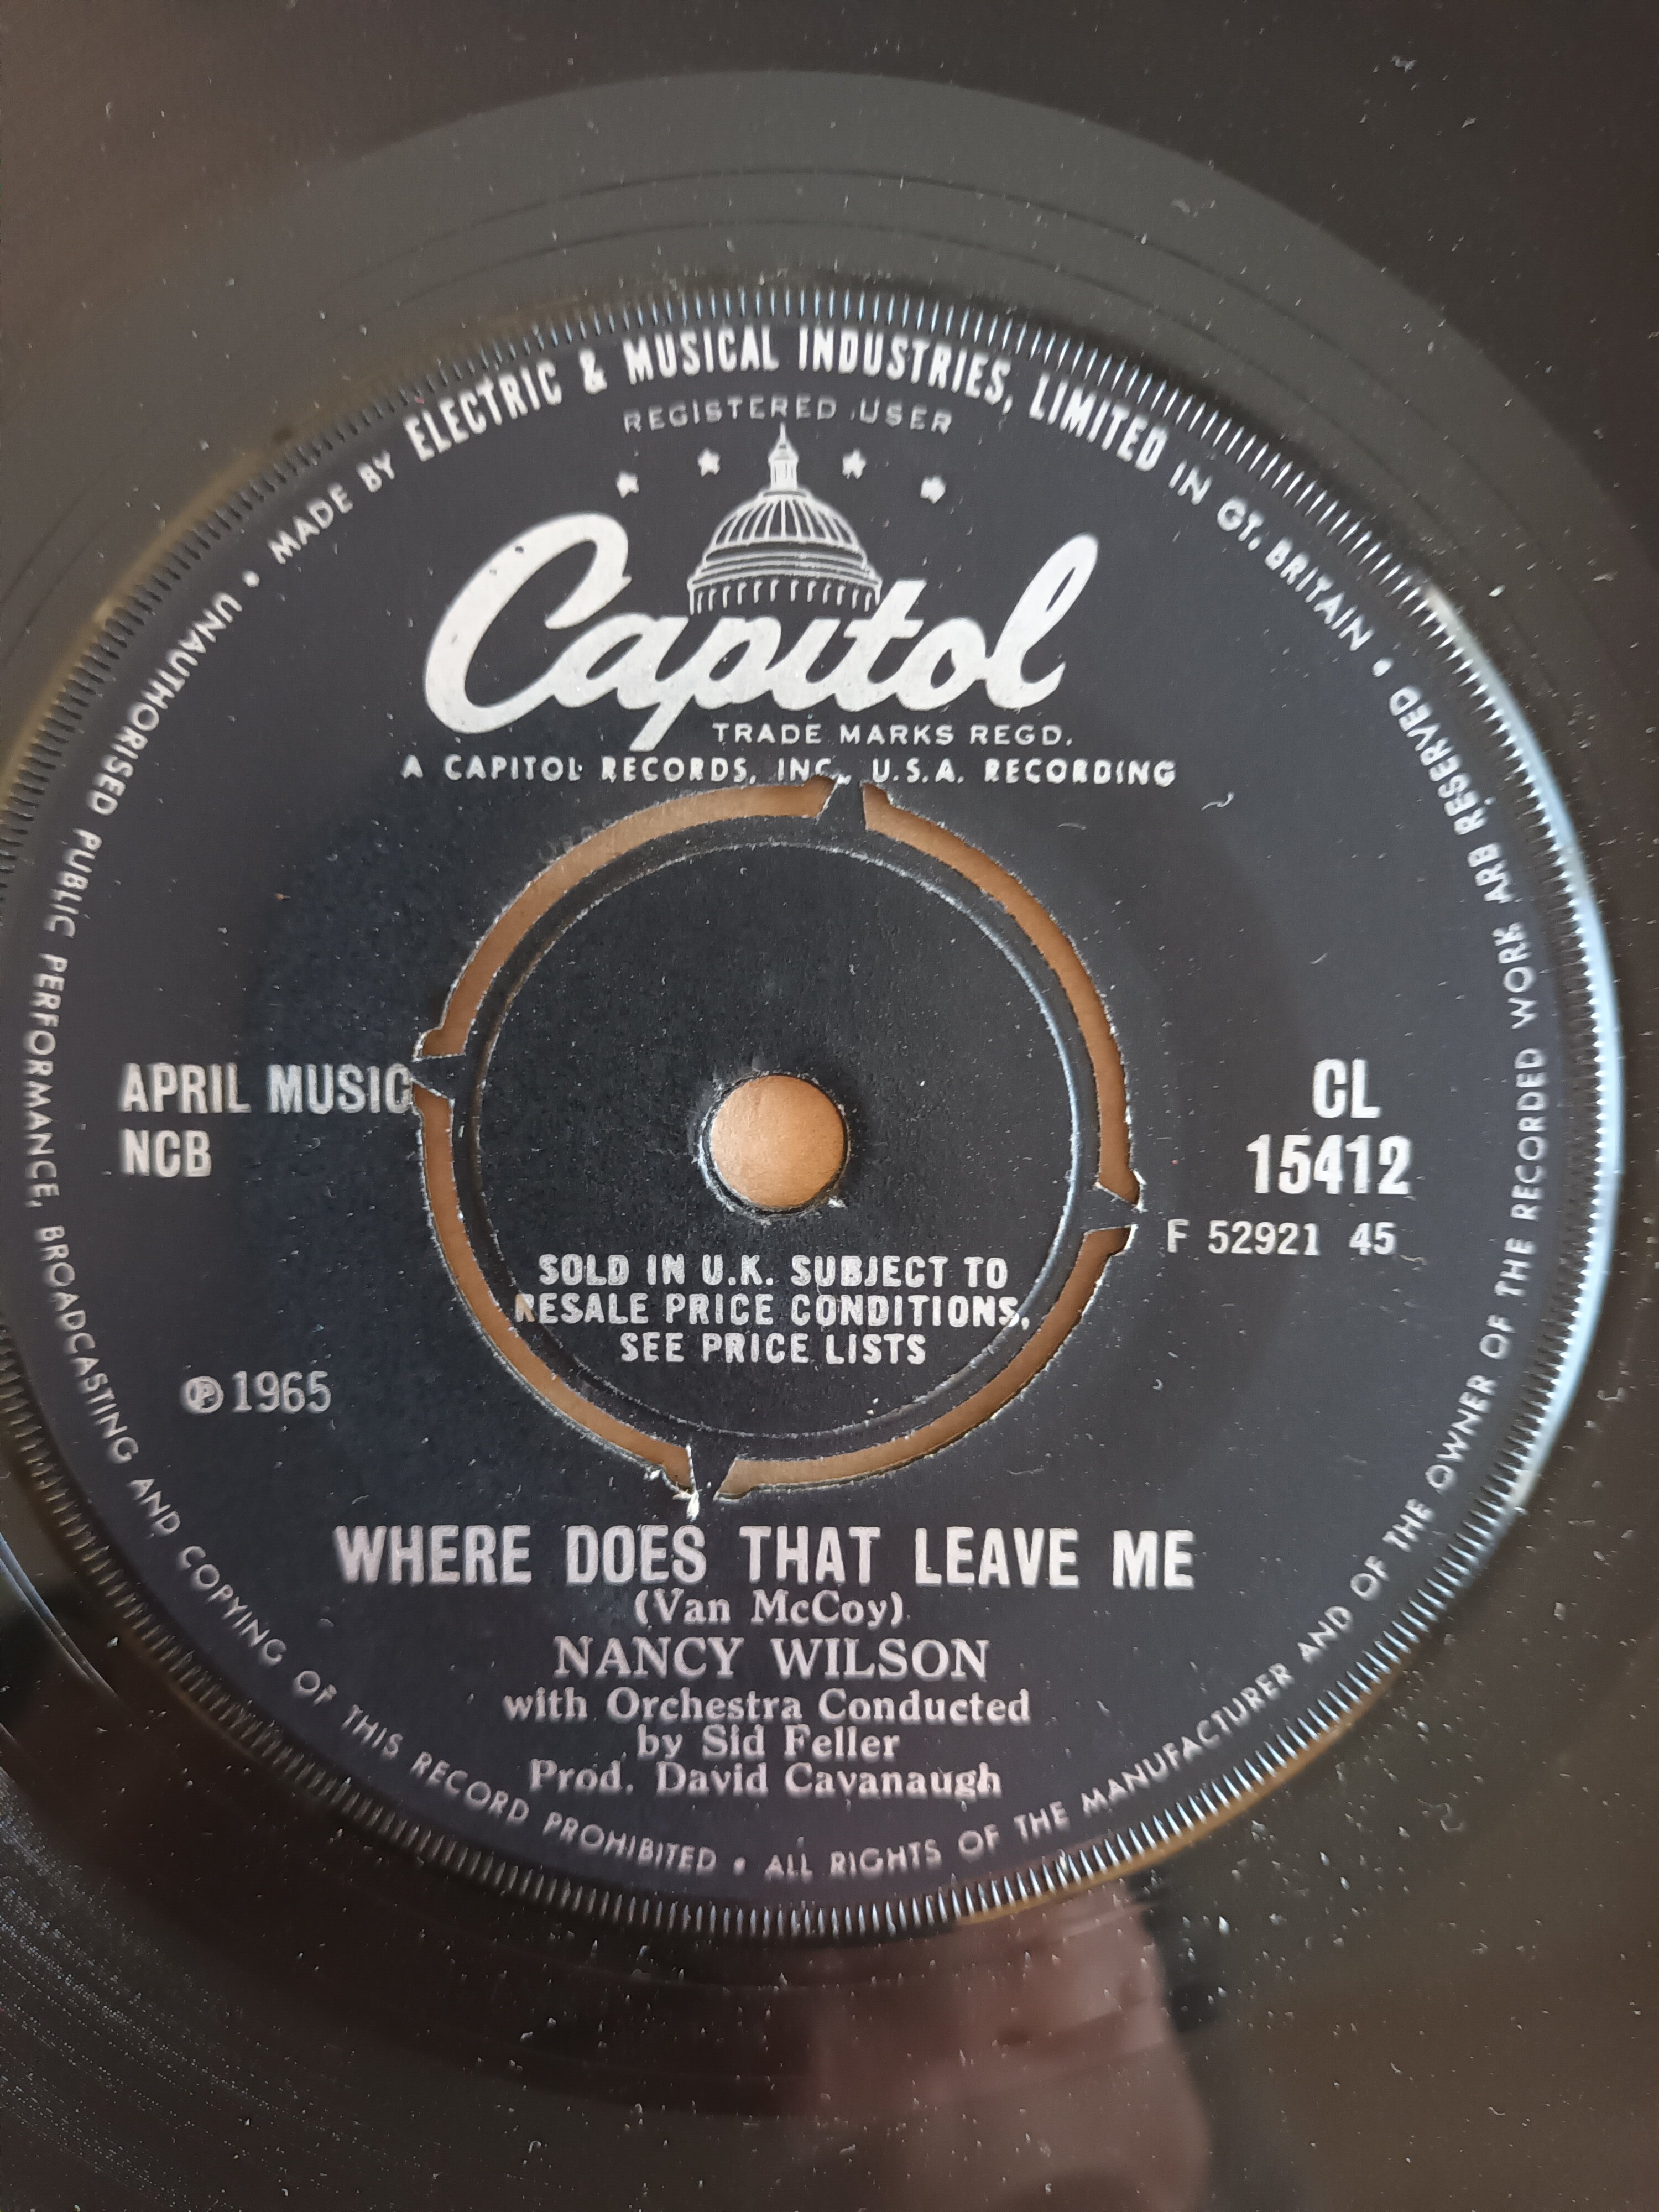 MADE BY ELECTRIC & MUSICAL INDUSTRIES, LIMITED IN GT. BRITAIN • ALL RIGHTS OF THE MANUFACTURER AND OF THE OWNER OF THE RECORDED WORK ARE RESERVED • UNAUTHORISED PUBLIC PERFORMANCE, BROADCASTING AND COPYING OF THIS RECORD PROHIBITED •
REGISTERED USER
Capitol
TRADE MARKS REGD.
A CAPITOL RECORDS, INC., U.S.A. RECORDING
APRIL MUSIC
NCB
CL
15412
F 52921 45
SOLD IN U.K. SUBJECT TO
RESALE PRICE CONDITIONS,
SEE PRICE LISTS
℗1965
WHERE DOES THAT LEAVE ME
(Van McCoy)
NANCY WILSON
with Orchestra Conducted
by Sid Feller
Prod. David Cavanaugh